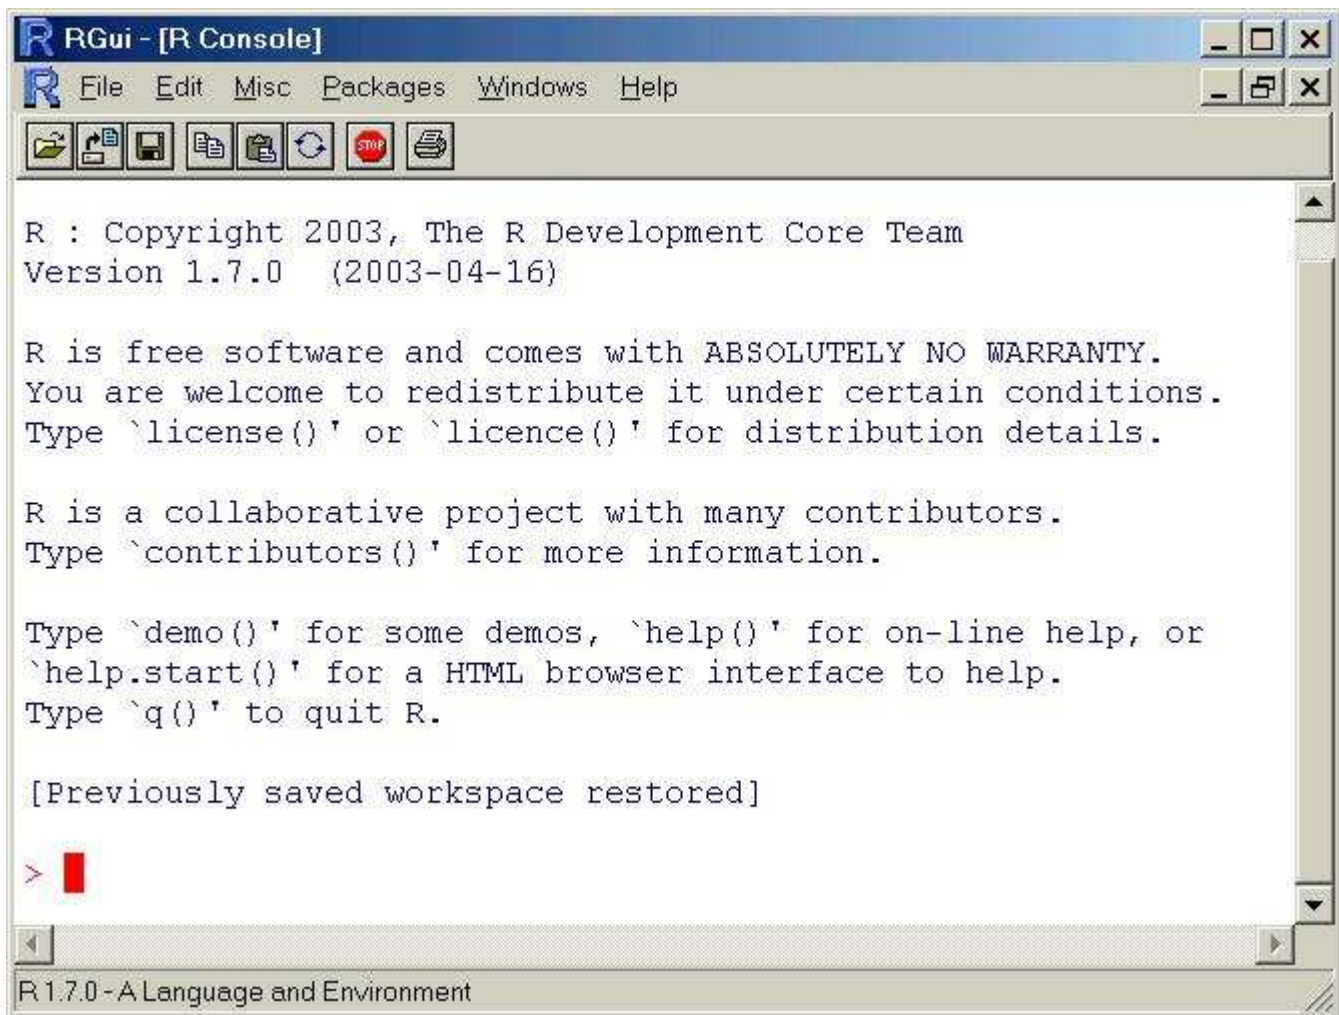 RGui - [R Console]
File Edit Misc Packages Windows Help
STOP
R : Copyright 2003, The R Development Core Team
Version 1.7.0  (2003-04-16)
R is free software and comes with ABSOLUTELY NO WARRANTY.
You are welcome to redistribute it under certain conditions.
Type `license()' or `licence()' for distribution details.
R is a collaborative project with many contributors.
Type `contributors()' for more information.
Type `demo()' for some demos, `help()' for on-line help, or
`help.start()' for a HTML browser interface to help.
Type `q()' to quit R.
[Previously saved workspace restored]
>
R 1.7.0 - A Language and Environment